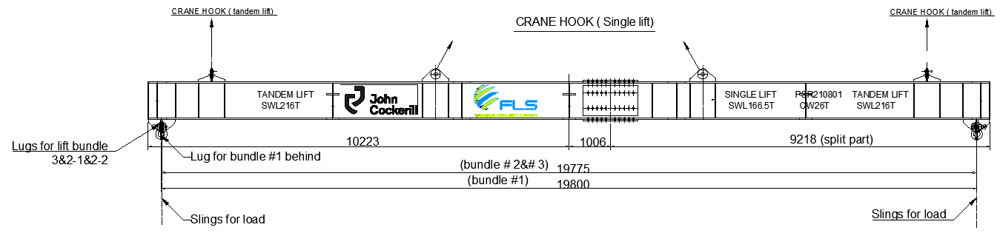 CRANE HOOK ( tandem lift)
CRANE HOOK ( Single lift)
CRANE HOOK ( tandem lift)
TANDEM LIFT
SWL216T
John
Cockerill
FLS
SINGLE LIFT
SWL166.5T
PSR210801
CW26T
TANDEM LIFT
SWL216T
Lugs for lift bundle
3&2-1&2-2
10223
1006
9218 (split part)
Lug for bundle #1 behind
(bundle # 2&# 3) 19775
(bundle #1) 19800
Slings for load
Slings for load